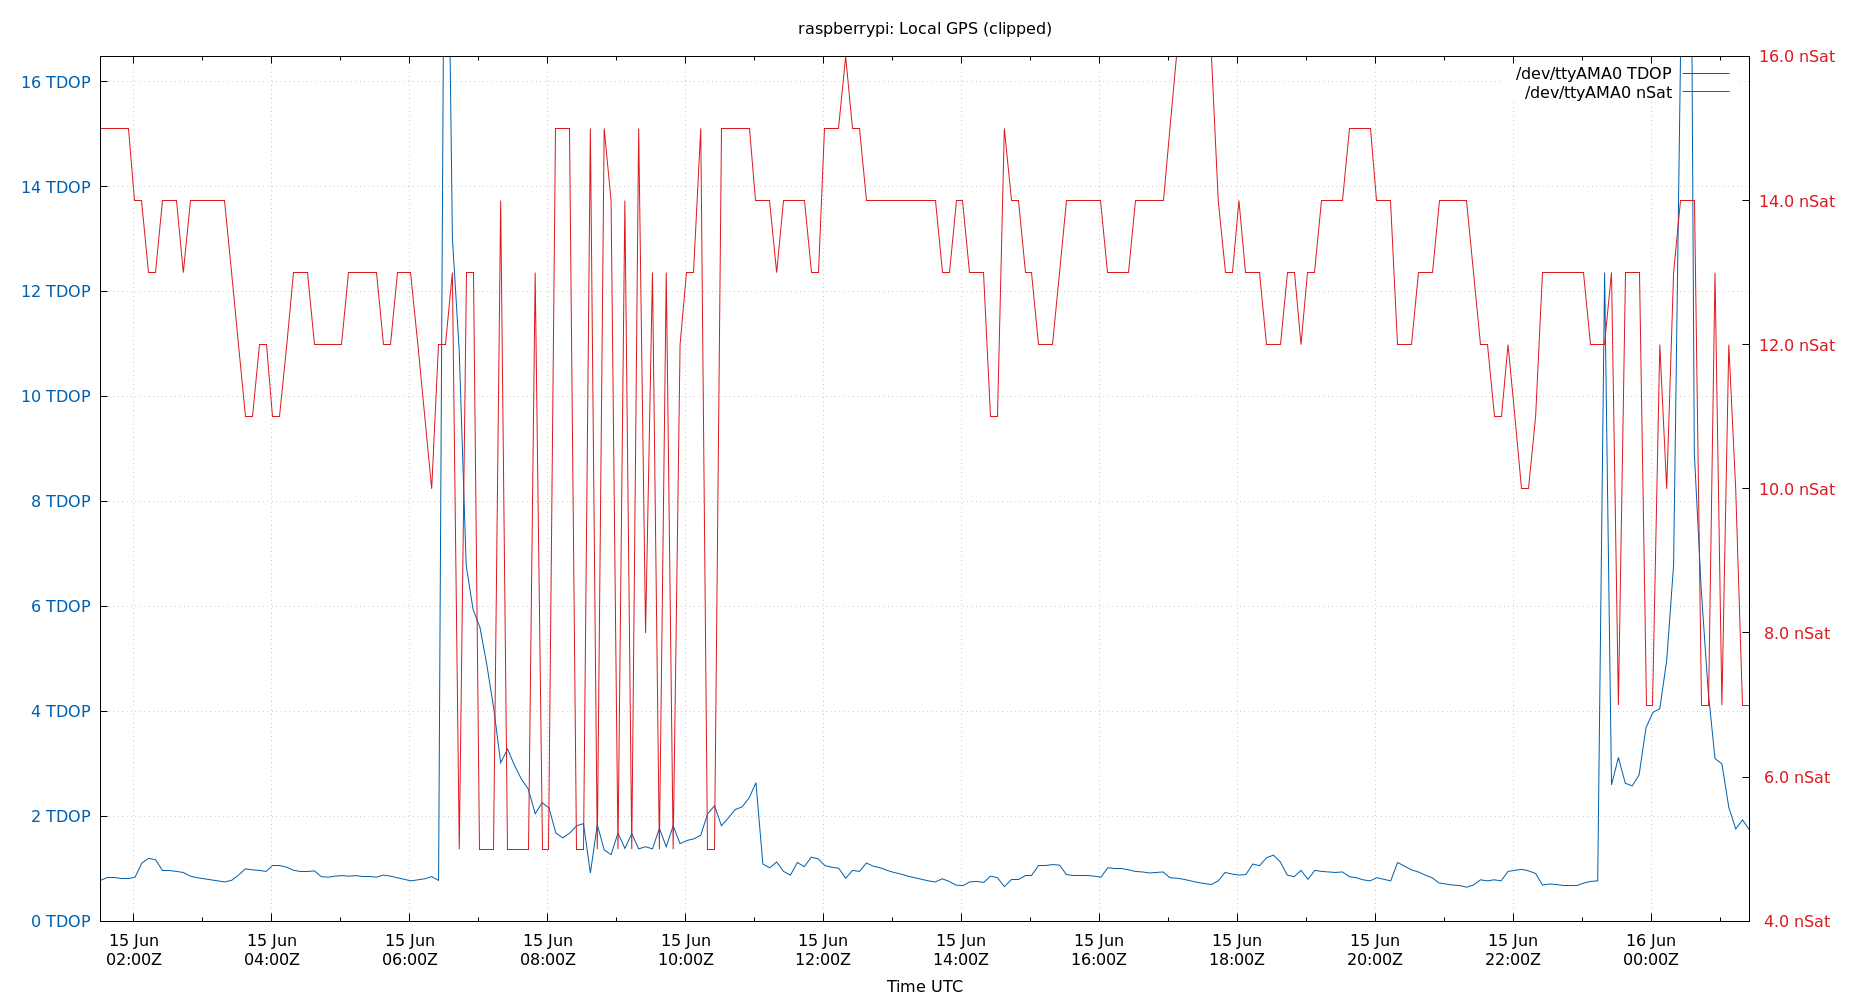 raspberrypi: Local GPS (clipped)
16 TDOP
14 TDOP
12 TDOP
10 TDOP
8 TDOP
6 TDOP
4 TDOP
2 TDOP
0 TDOP
/dev/ttyAMA0 TDOP
/dev/ttyAMA0 nSat
16.0 nSat
14.0 nSat
12.0 nSat
10.0 nSat
8.0 nSat
6.0 nSat
4.0 nSat
15 Jun 15 Jun 15 Jun 15 Jun 15 Jun 15 Jun 15 Jun 15 Jun 15 Jun 15 Jun 15 Jun 16 Jun
02:00Z 04:00Z 06:00Z 08:00Z 10:00Z 12:00Z 14:00Z 16:00Z 18:00Z 20:00Z 22:00Z 00:00Z
Time UTC